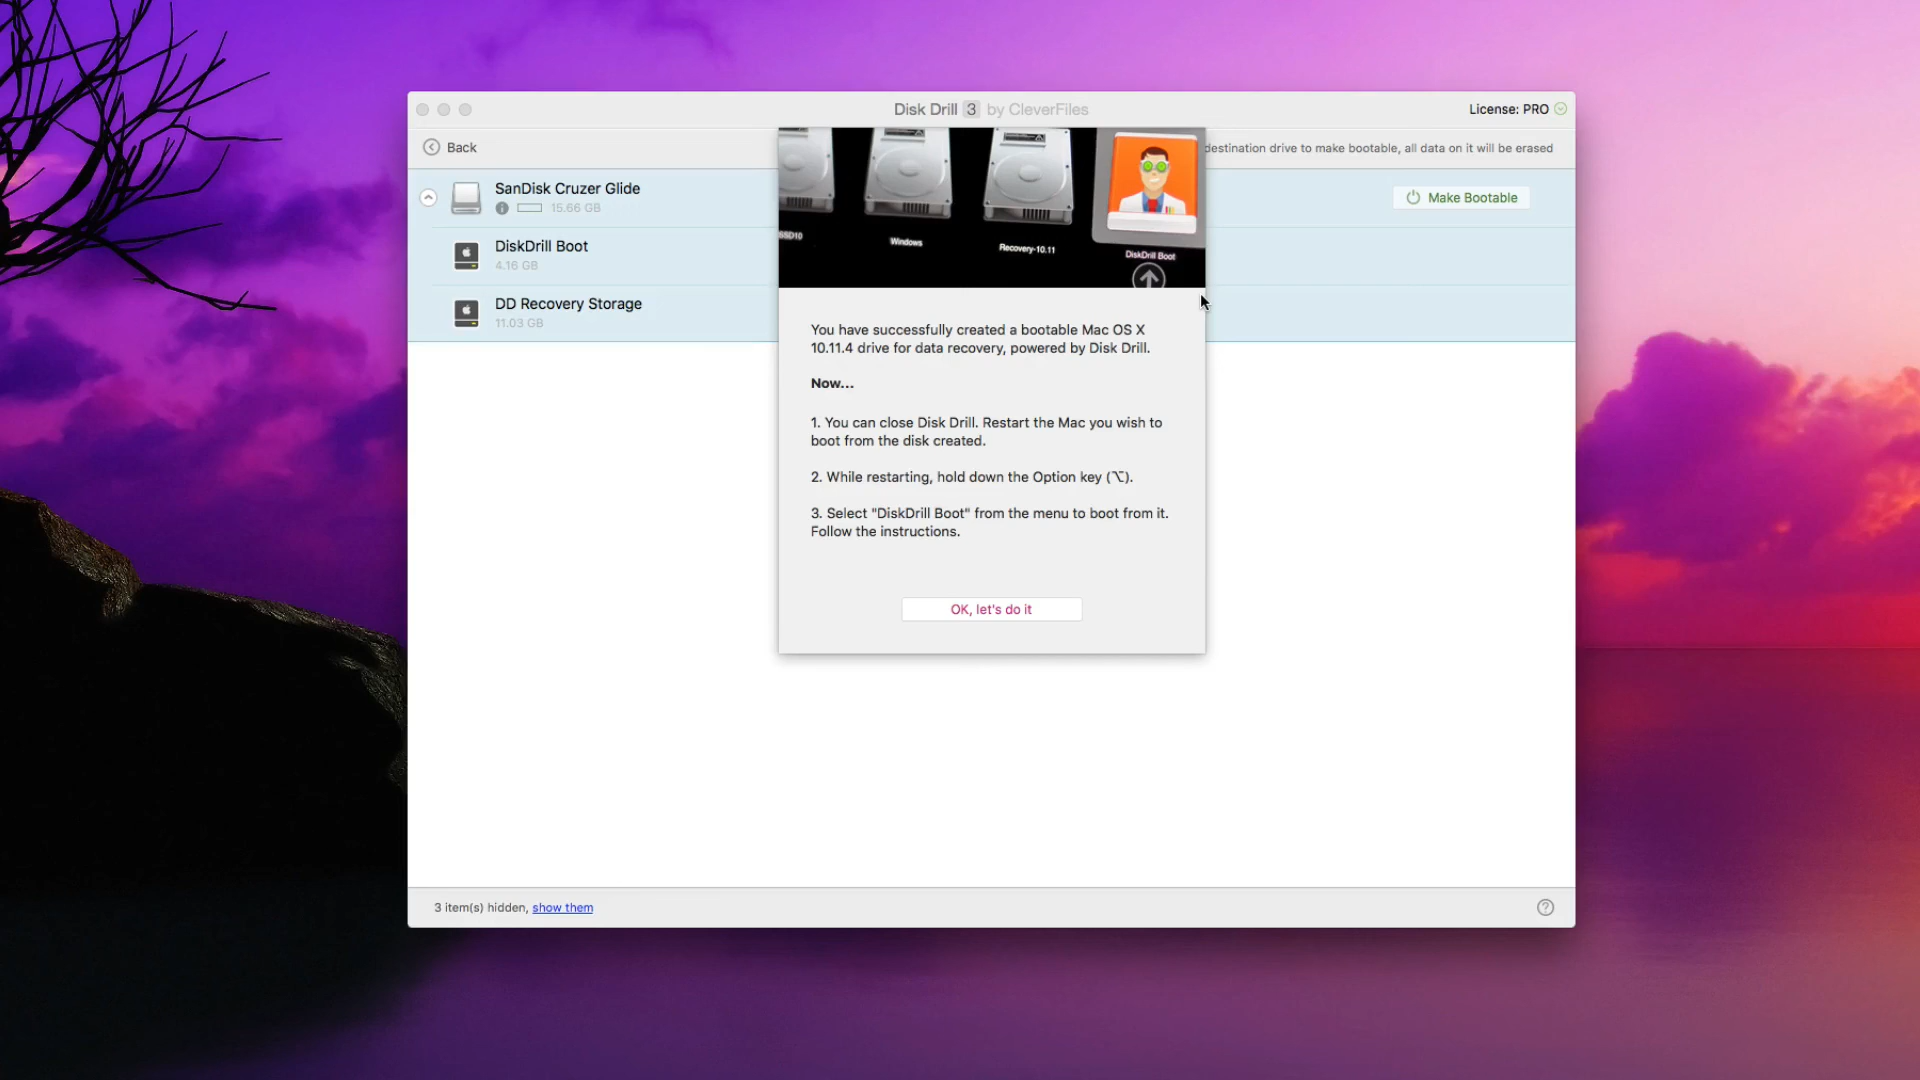 Disk Drill 3 by CleverFiles
License: PRO
Back
destination drive to make bootable, all data on it will be erased
SanDisk Cruzer Glide
15.66 GB
Make Bootable
DiskDrill Boot
4.16 GB
DD Recovery Storage
11.03 GB
SSD10
Windows
Recovery-10.11
DiskDrill Boot
You have successfully created a bootable Mac OS X
10.11.4 drive for data recovery, powered by Disk Drill.
Now...
1. You can close Disk Drill. Restart the Mac you wish to
boot from the disk created.
2. While restarting, hold down the Option key (⌥).
3. Select "DiskDrill Boot" from the menu to boot from it.
Follow the instructions.
OK, let's do it
3 item(s) hidden, show them
?